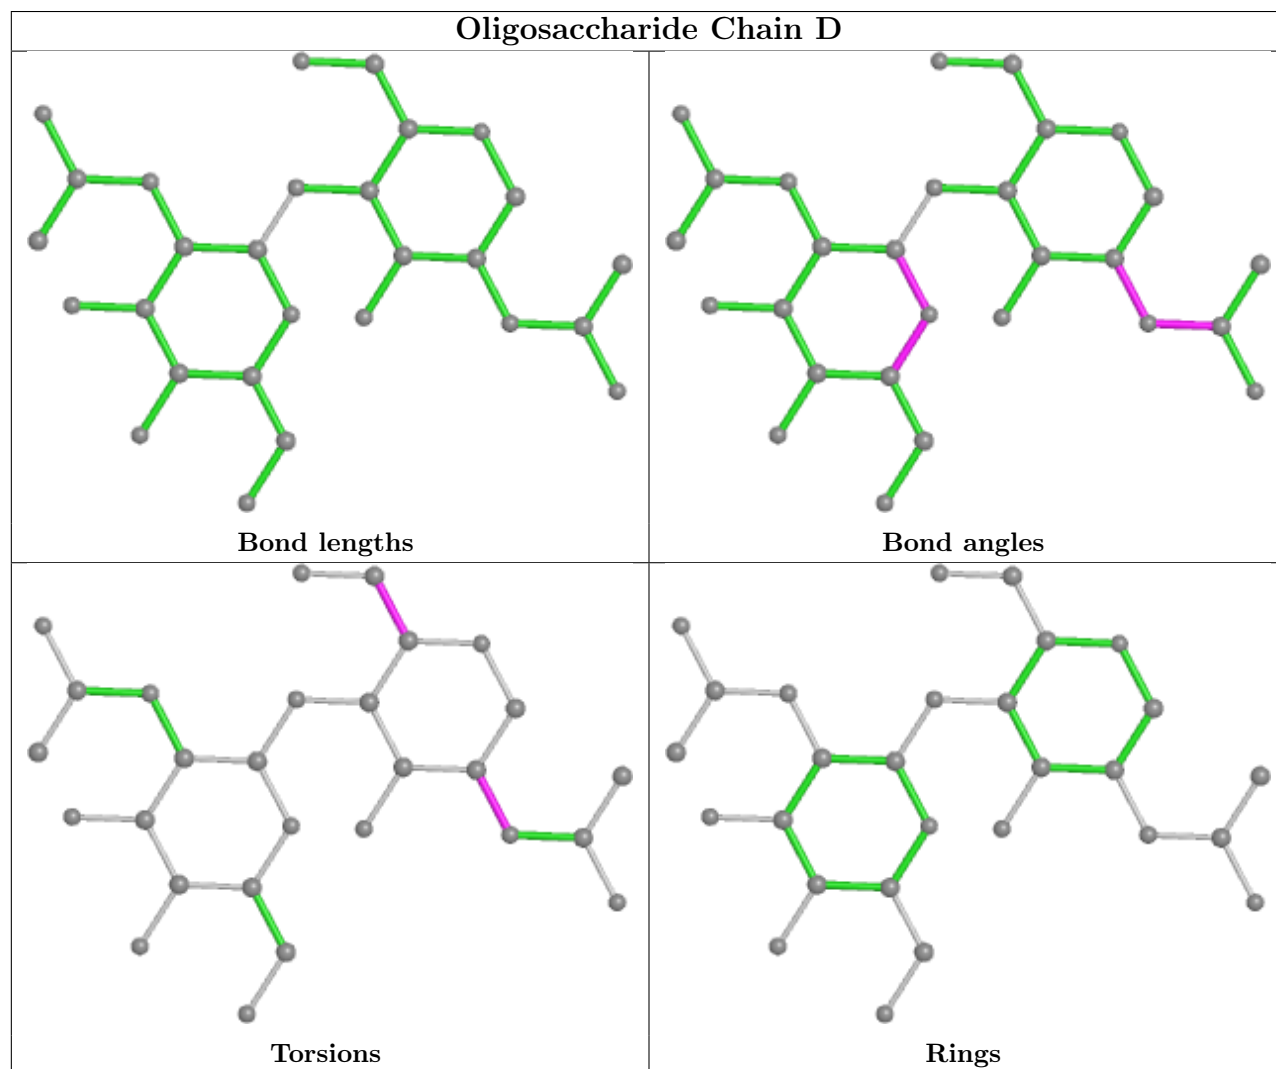 Oligosaccharide Chain D
Bond lengths
Bond angles
Torsions
Rings